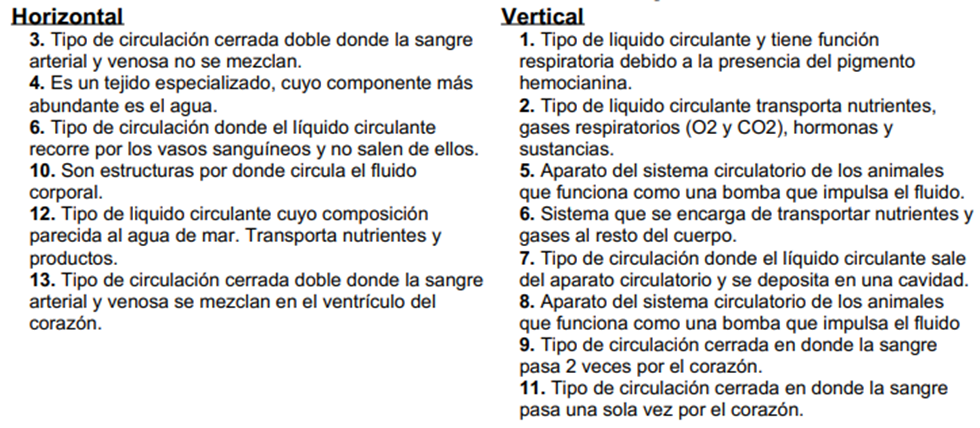 Horizontal
3. Tipo de circulación cerrada doble donde la sangre
arterial y venosa no se mezclan.
4. Es un tejido especializado, cuyo componente más
abundante es el agua.
6. Tipo de circulación donde el líquido circulante
recorre por los vasos sanguíneos y no salen de ellos.
10. Son estructuras por donde circula el fluido
corporal.
12. Tipo de liquido circulante cuyo composición
parecida al agua de mar. Transporta nutrientes y
productos.
13. Tipo de circulación cerrada doble donde la sangre
arterial y venosa se mezclan en el ventrículo del
corazón.
Vertical
1. Tipo de liquido circulante y tiene función
respiratoria debido a la presencia del pigmento
hemocianina.
2. Tipo de liquido circulante transporta nutrientes,
gases respiratorios (O2 y CO2), hormonas y
sustancias.
5. Aparato del sistema circulatorio de los animales
que funciona como una bomba que impulsa el fluido.
6. Sistema que se encarga de transportar nutrientes y
gases al resto del cuerpo.
7. Tipo de circulación donde el líquido circulante sale
del aparato circulatorio y se deposita en una cavidad.
8. Aparato del sistema circulatorio de los animales
que funciona como una bomba que impulsa el fluido
9. Tipo de circulación cerrada en donde la sangre
pasa 2 veces por el corazón.
11. Tipo de circulación cerrada en donde la sangre
pasa una sola vez por el corazón.